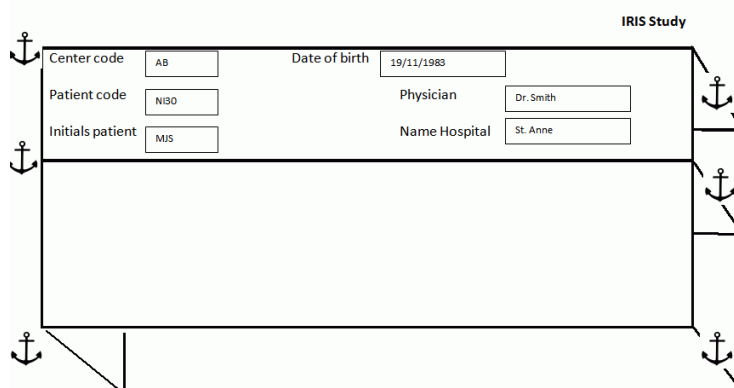 IRIS Study
Center code AB Date of birth 19/11/1983
Patient code NI30 Physician Dr. Smith
Initials patient MJS Name Hospital St. Anne